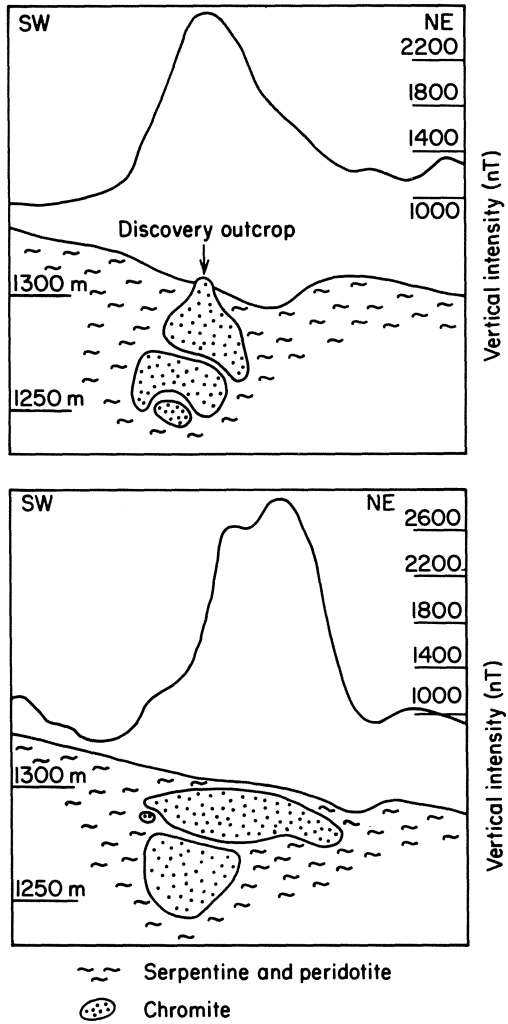 SW NE
2200
1800
1400
1000
Vertical intensity (nT)
Discovery outcrop
1300 m
1250 m
SW NE
2600
2200
1800
1400
1000
Vertical intensity (nT)
1300 m
1250 m
Serpentine and peridotite
Chromite